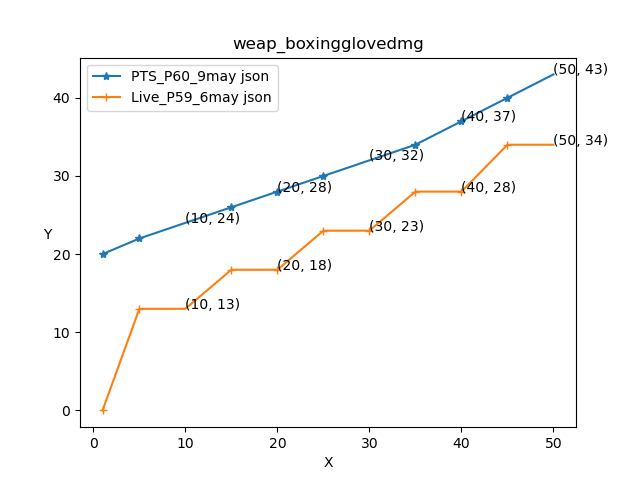 weap_boxingglovedmg
PTS_P60_9may json
Live_P59_6may json
(50, 43)
(40, 37)
(30, 32)
(20, 28)
(10, 24)
(50, 34)
(40, 28)
(30, 23)
(20, 18)
(10, 13)
Y
40
30
20
10
0
0 10 20 30 40 50
X